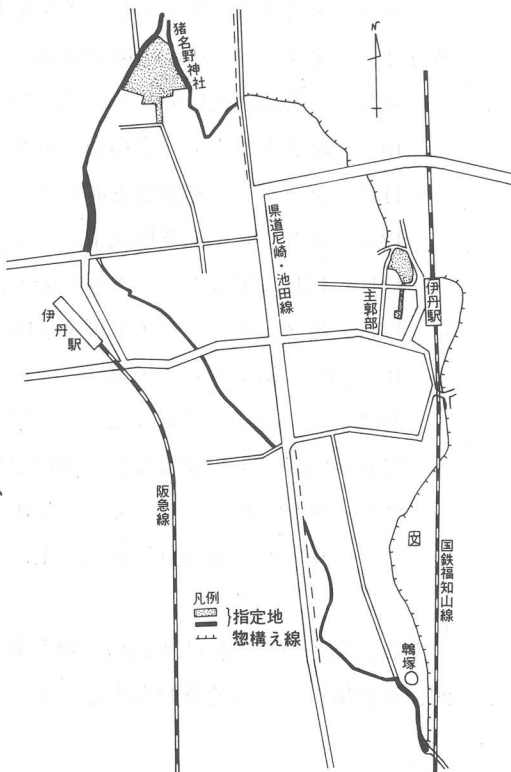 猪名野神社
N
県道尼崎・池田線
伊丹駅
主郭部
伊丹駅
阪急線
文
国鉄福知山線
鵯塚
凡例
指定地
惣構え線